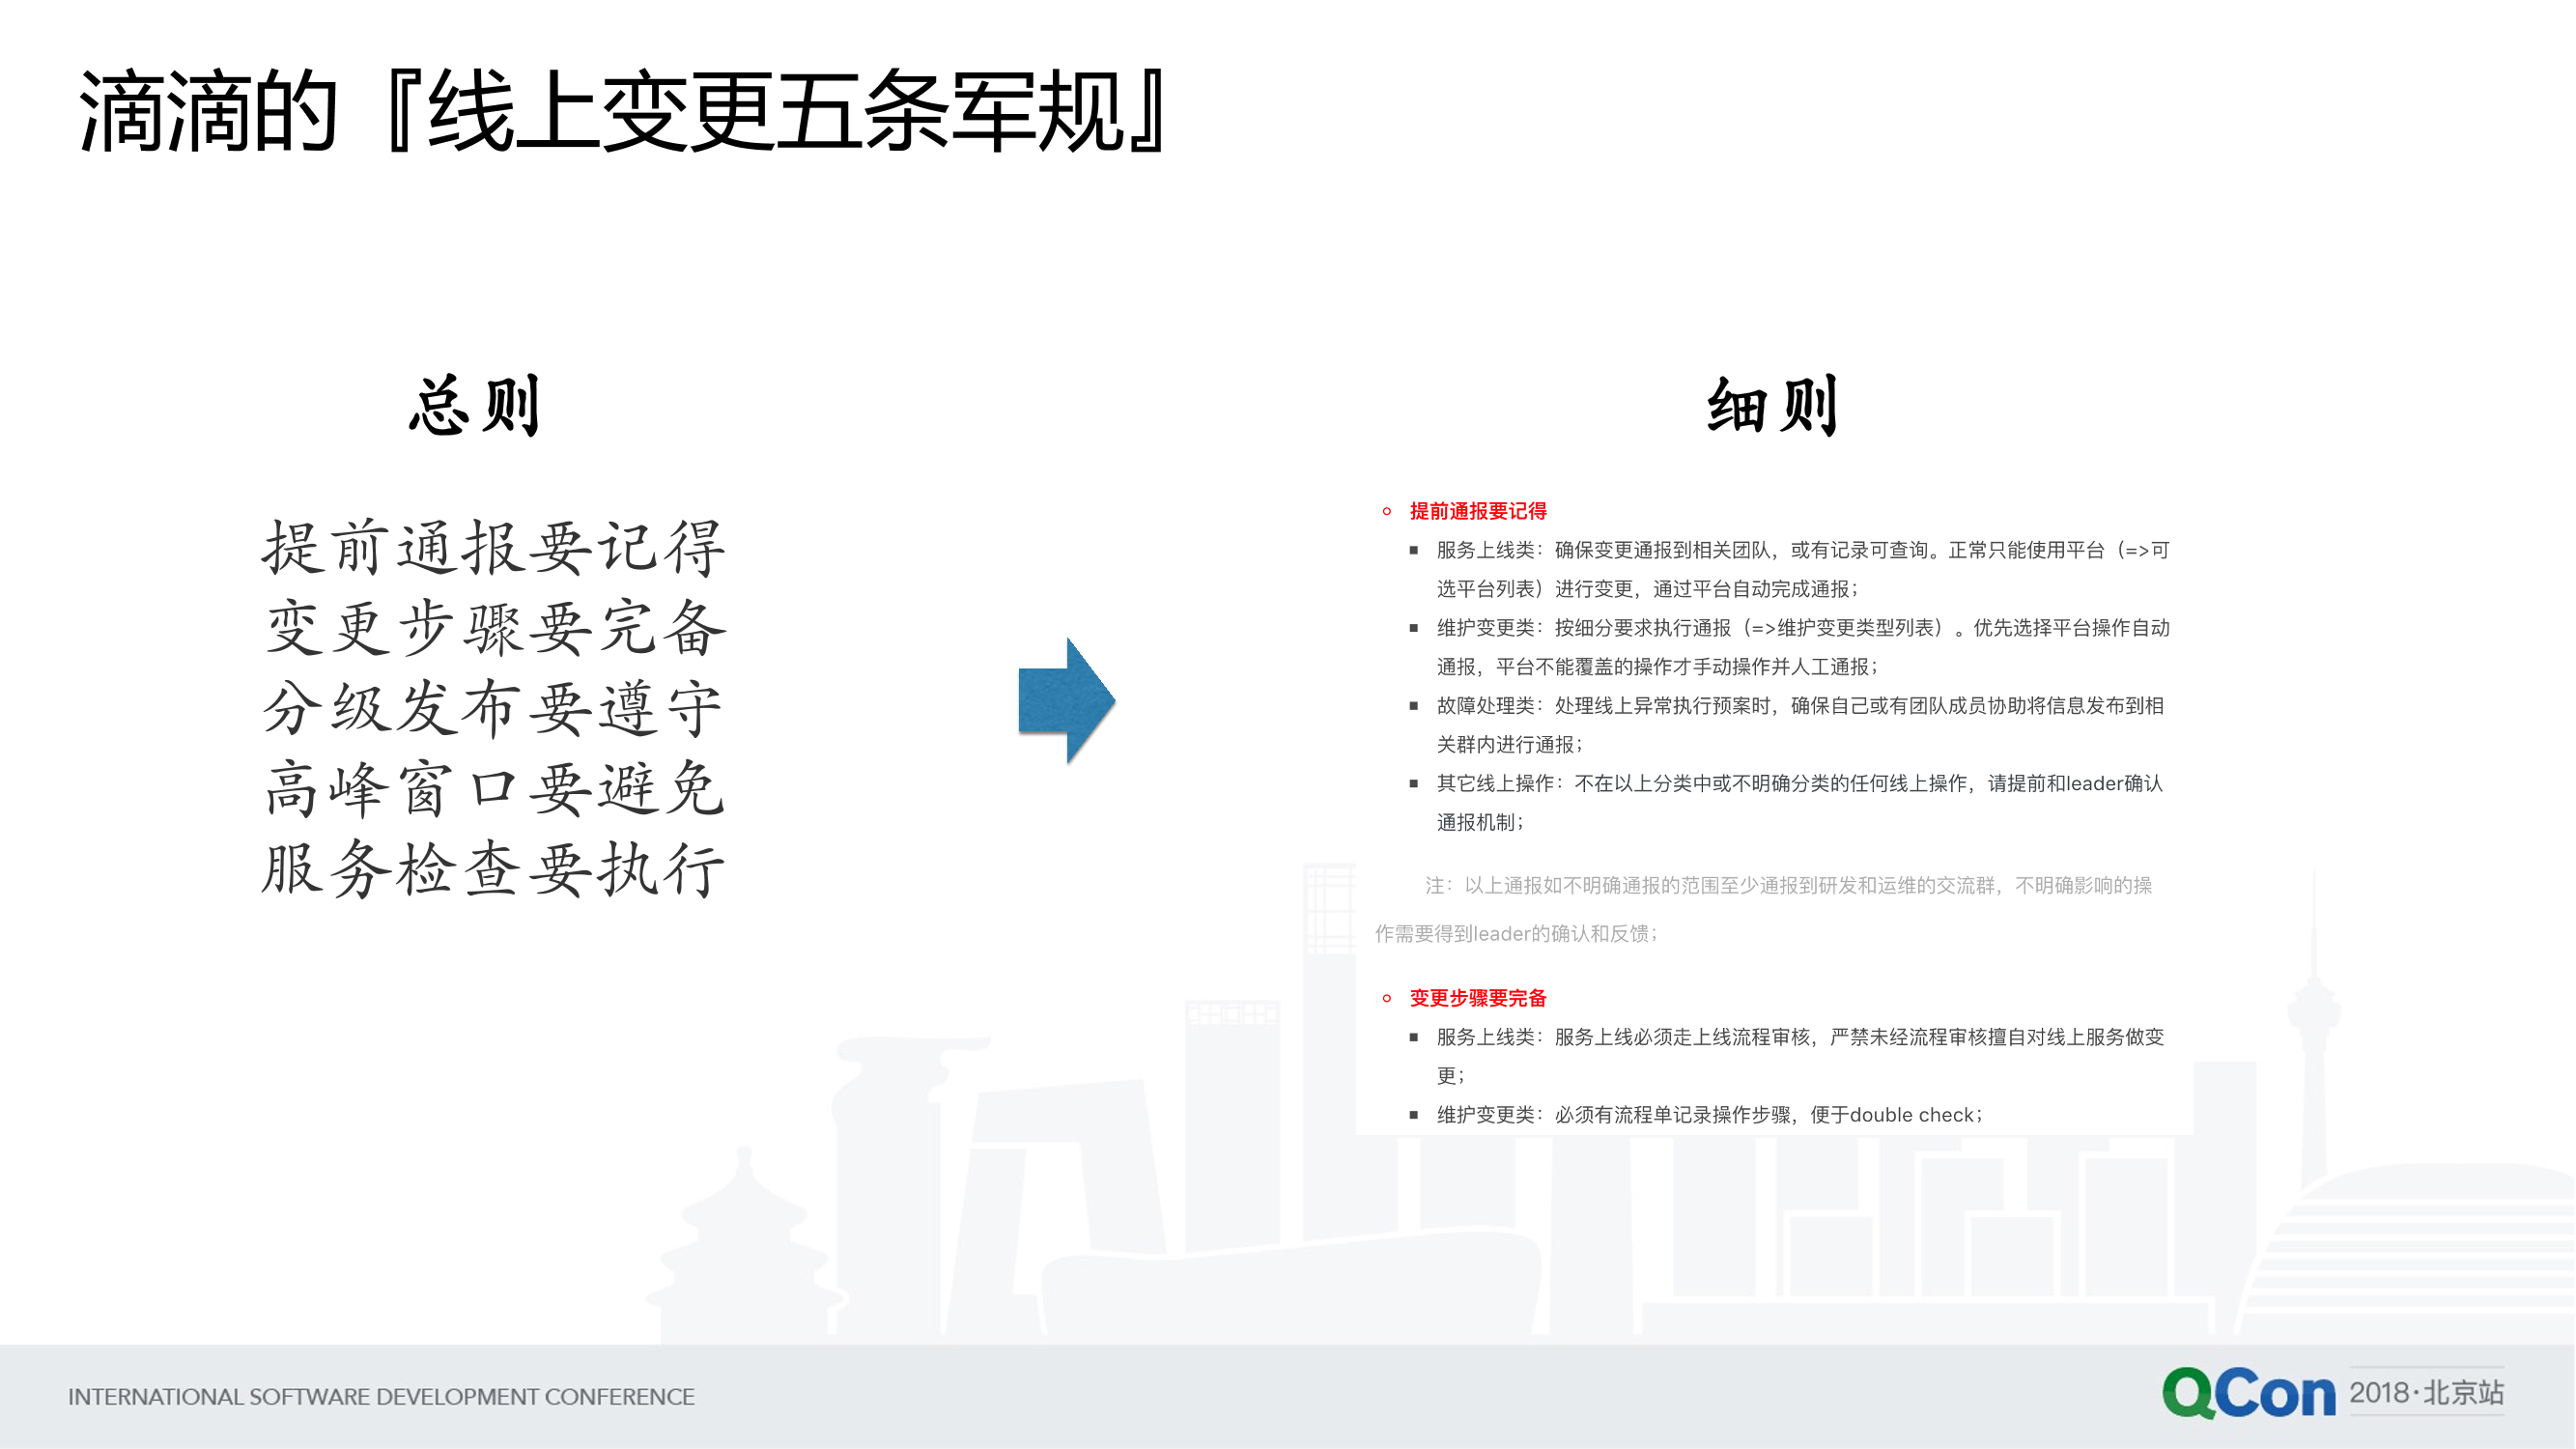 滴滴的『线上变更五条军规』
总则
提前通报要记得
变更步骤要完备
分级发布要遵守
高峰窗口要避免
服务检查要执行
细则
提前通报要记得
服务上线类：确保变更通报到相关团队，或有记录可查询。正常只能使用平台（=>可
选平台列表）进行变更，通过平台自动完成通报；
维护变更类：按细分要求执行通报（=>维护变更类型列表）。优先选择平台操作自动
通报，平台不能覆盖的操作才手动操作并人工通报；
故障处理类：处理线上异常执行预案时，确保自己或有团队成员协助将信息发布到相
关群内进行通报；
其它线上操作：不在以上分类中或不明确分类的任何线上操作，请提前和leader确认
通报机制；
注：以上通报如不明确通报的范围至少通报到研发和运维的交流群，不明确影响的操
作需要得到leader的确认和反馈；
变更步骤要完备
服务上线类：服务上线必须走上线流程审核，严禁未经流程审核擅自对线上服务做变
更；
维护变更类：必须有流程单记录操作步骤，便于double check；
INTERNATIONAL SOFTWARE DEVELOPMENT CONFERENCE
QCon 2018·北京站